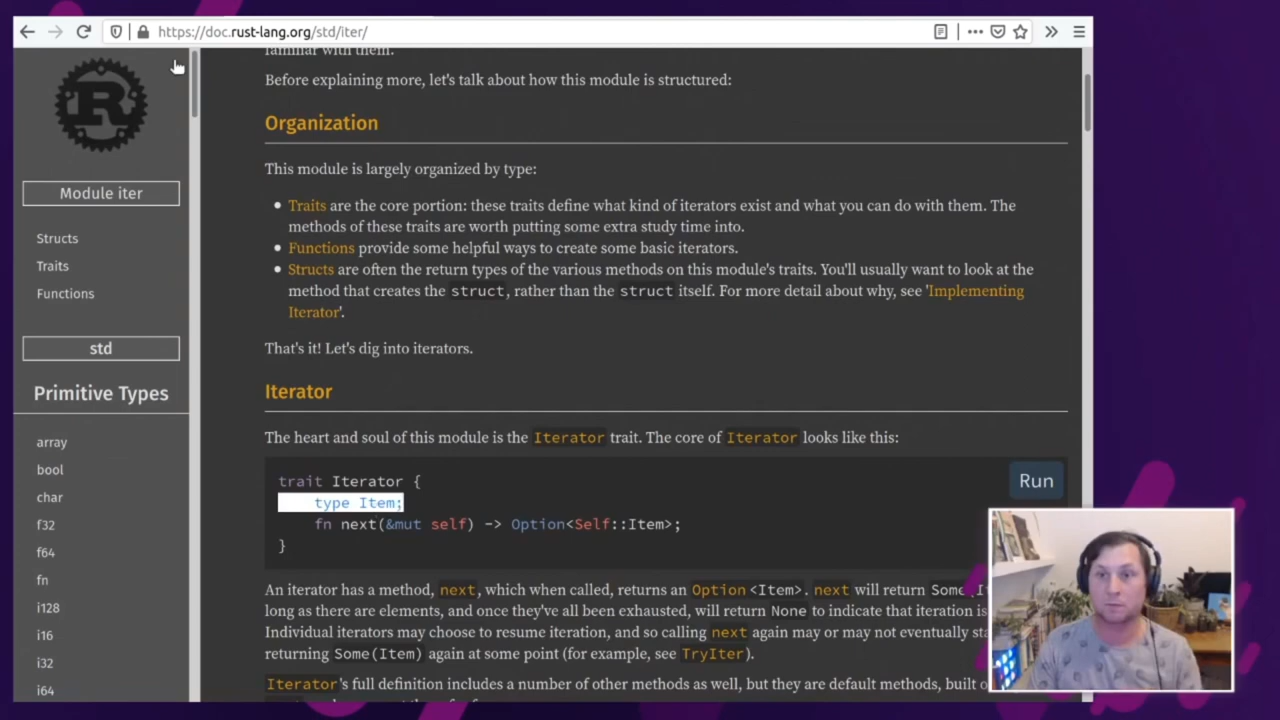 https://doc.rust-lang.org/std/iter/
R
Module iter
Structs
Traits
Functions
std
Primitive Types
array
bool
char
f32
f64
fn
i128
i16
i32
i64
familiar with them.
Before explaining more, let's talk about how this module is structured:
Organization
This module is largely organized by type:
• Traits are the core portion: these traits define what kind of iterators exist and what you can do with them. The
methods of these traits are worth putting some extra study time into.
• Functions provide some helpful ways to create some basic iterators.
• Structs are often the return types of the various methods on this module's traits. You'll usually want to look at the
method that creates the struct, rather than the struct itself. For more detail about why, see 'Implementing
Iterator'.
That's it! Let's dig into iterators.
Iterator
The heart and soul of this module is the Iterator trait. The core of Iterator looks like this:
trait Iterator {
type Item;
fn next(&mut self) -> Option<Self::Item>;
}
Run
An iterator has a method, next, which when called, returns an Option<Item>. next will return Some(It
long as there are elements, and once they've all been exhausted, will return None to indicate that iteration is
Individual iterators may choose to resume iteration, and so calling next again may or may not eventually sta
returning Some(Item) again at some point (for example, see TryIter).
Iterator's full definition includes a number of other methods as well, but they are default methods, built o